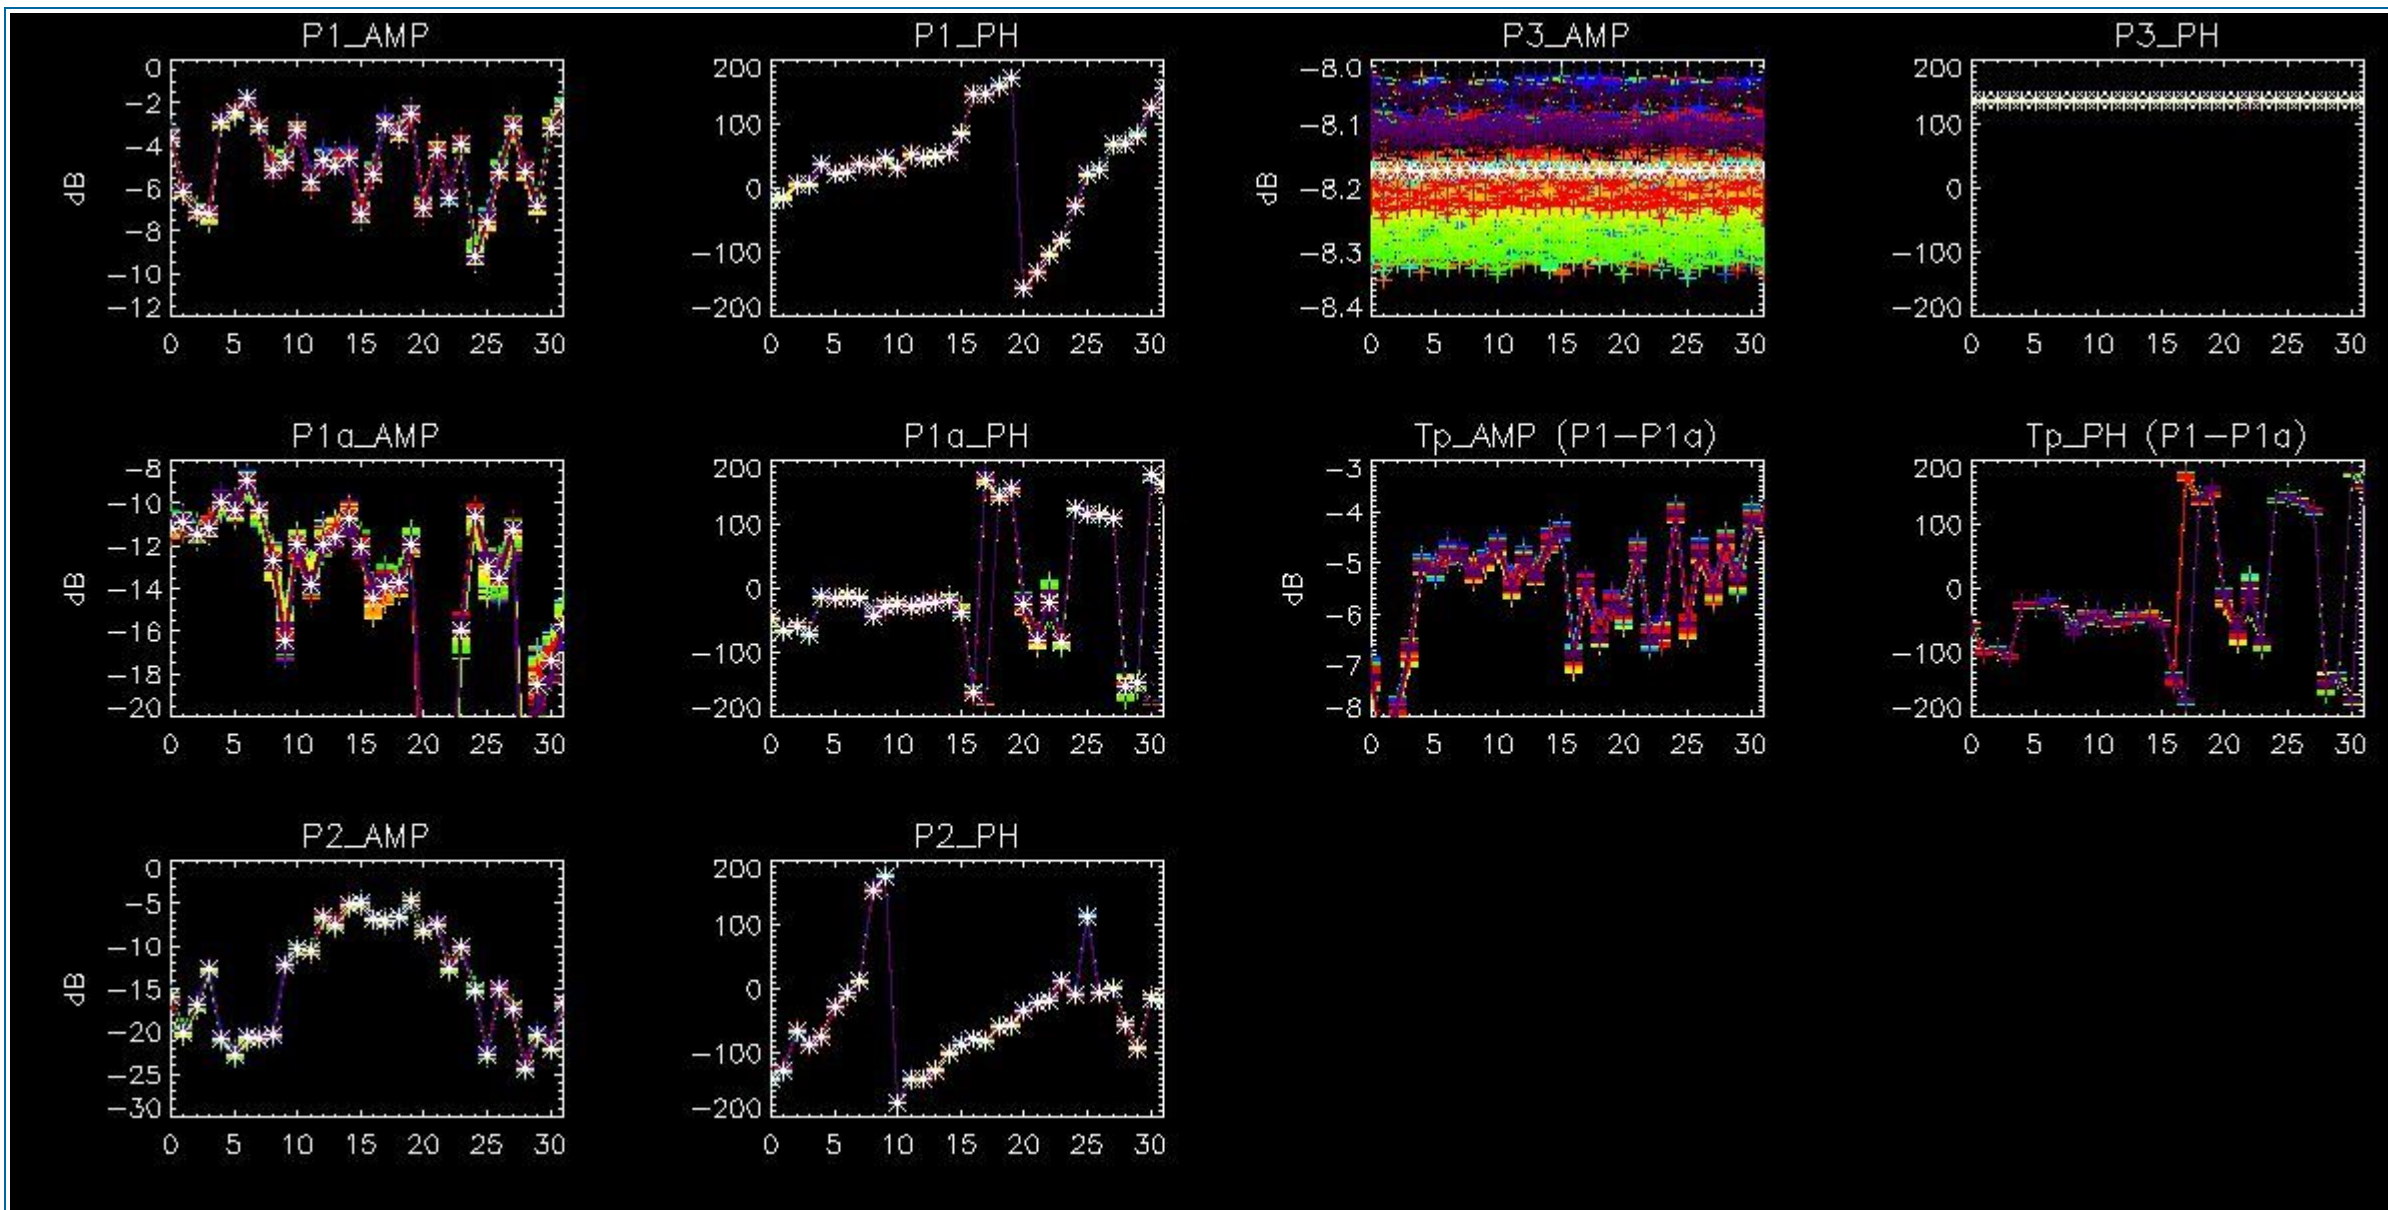 P1_AMP
0
−2
−4
−6
−8
−10
−12
dB
0 5 10 15 20 25 30
P1_PH
200
100
0
−100
−200
0 5 10 15 20 25 30
P3_AMP
−8.0
−8.1
−8.2
−8.3
−8.4
dB
0 5 10 15 20 25 30
P3_PH
200
100
0
−100
−200
0 5 10 15 20 25 30
P1a_AMP
−8
−10
−12
−14
−16
−18
−20
dB
0 5 10 15 20 25 30
P1a_PH
200
100
0
−100
−200
0 5 10 15 20 25 30
Tp_AMP (P1−P1a)
−3
−4
−5
−6
−7
−8
dB
0 5 10 15 20 25 30
Tp_PH (P1−P1a)
200
100
0
−100
−200
0 5 10 15 20 25 30
P2_AMP
0
−5
−10
−15
−20
−25
−30
dB
0 5 10 15 20 25 30
P2_PH
200
100
0
−100
−200
0 5 10 15 20 25 30